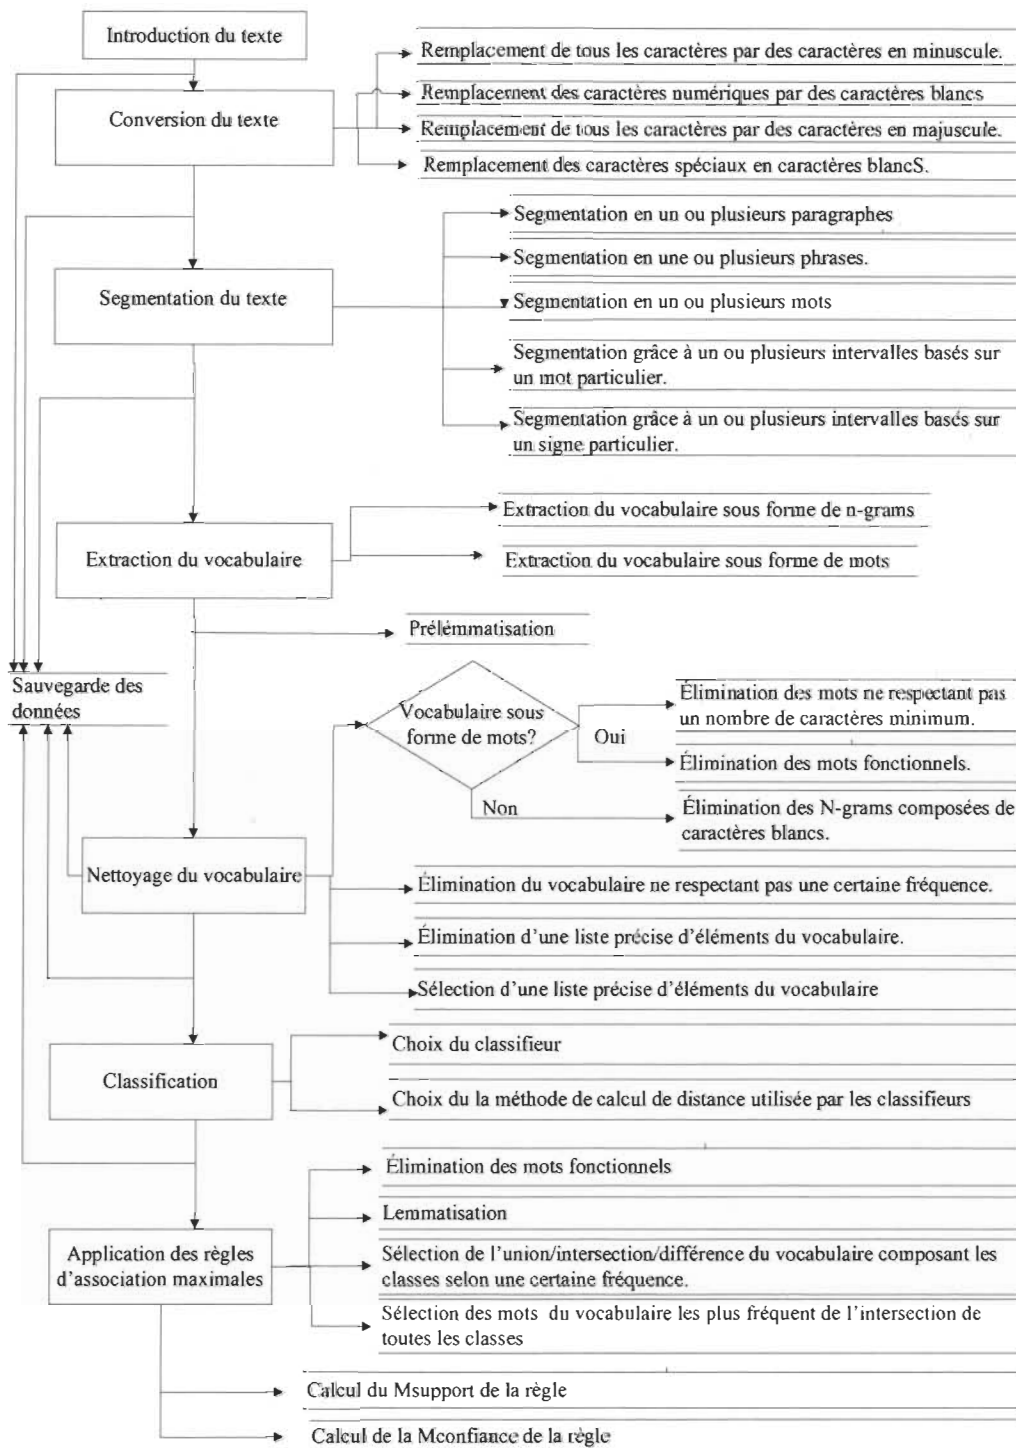 Introduction du texte
Remplacement de tous les caractères par des caractères en minuscule.
Remplacement des caractères numériques par des caractères blancs
Conversion du texte
Remplacement de tous les caractères par des caractères en majuscule.
Remplacement des caractères spéciaux en caractères blancS.
Segmentation en un ou plusieurs paragraphes
Segmentation en une ou plusieurs phrases.
Segmentation du texte
Segmentation en un ou plusieurs mots
Segmentation grâce à un ou plusieurs intervalles basés sur
un mot particulier.
Segmentation grâce à un ou plusieurs intervalles basés sur
un signe particulier.
Extraction du vocabulaire sous forme de n-grams
Extraction du vocabulaire
Extraction du vocabulaire sous forme de mots
Prélémmatisation
Sauvegarde des
données
Vocabulaire sous
forme de mots?
Oui
Élimination des mots ne respectant pas
un nombre de caractères minimum.
Élimination des mots fonctionnels.
Non
Élimination des N-grams composées de
caractères blancs.
Nettoyage du vocabulaire
Élimination du vocabulaire ne respectant pas une certaine fréquence.
Élimination d'une liste précise d'éléments du vocabulaire.
Sélection d'une liste précise d'éléments du vocabulaire
Choix du classifieur
Classification
Choix du la méthode de calcul de distance utilisée par les classifieurs
Élimination des mots fonctionnels
Lemmatisation
Application des règles
d'association maximales
Sélection de l'union/intersection/différence du vocabulaire composant les
classes selon une certaine fréquence.
Sélection des mots du vocabulaire les plus fréquent de l'intersection de
toutes les classes
Calcul du Msupport de la règle
Calcul de la Mconfiance de la règle